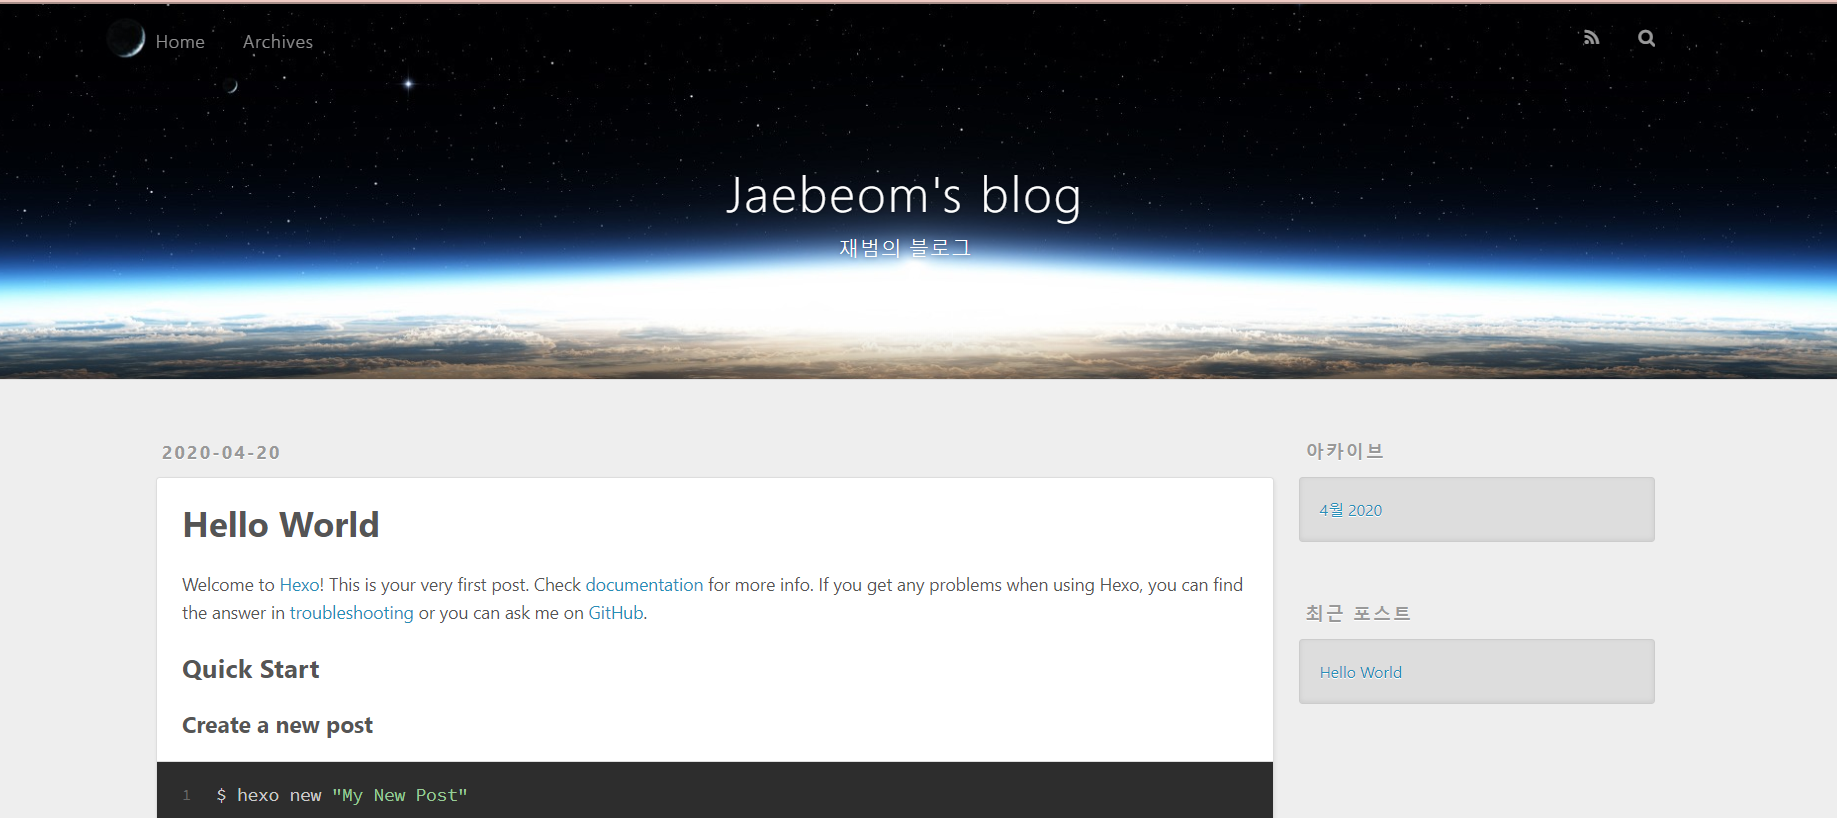 Home Archives
Jaebeom's blog
재범의 블로그
2020-04-20
Hello World
Welcome to Hexo! This is your very first post. Check documentation for more info. If you get any problems when using Hexo, you can find
the answer in troubleshooting or you can ask me on GitHub.
Quick Start
Create a new post
1 $ hexo new "My New Post"
아카이브
4월 2020
최근 포스트
Hello World